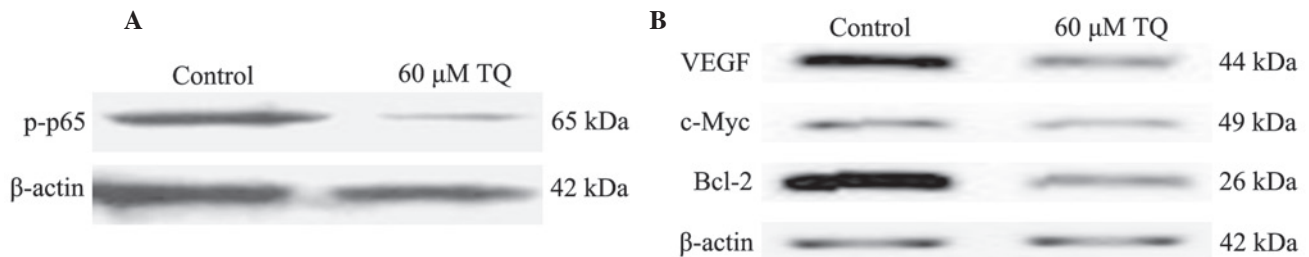 A
Control 60 μM TQ
p-p65 65 kDa
β-actin 42 kDa
B
Control 60 μM TQ
VEGF 44 kDa
c-Myc 49 kDa
Bcl-2 26 kDa
β-actin 42 kDa